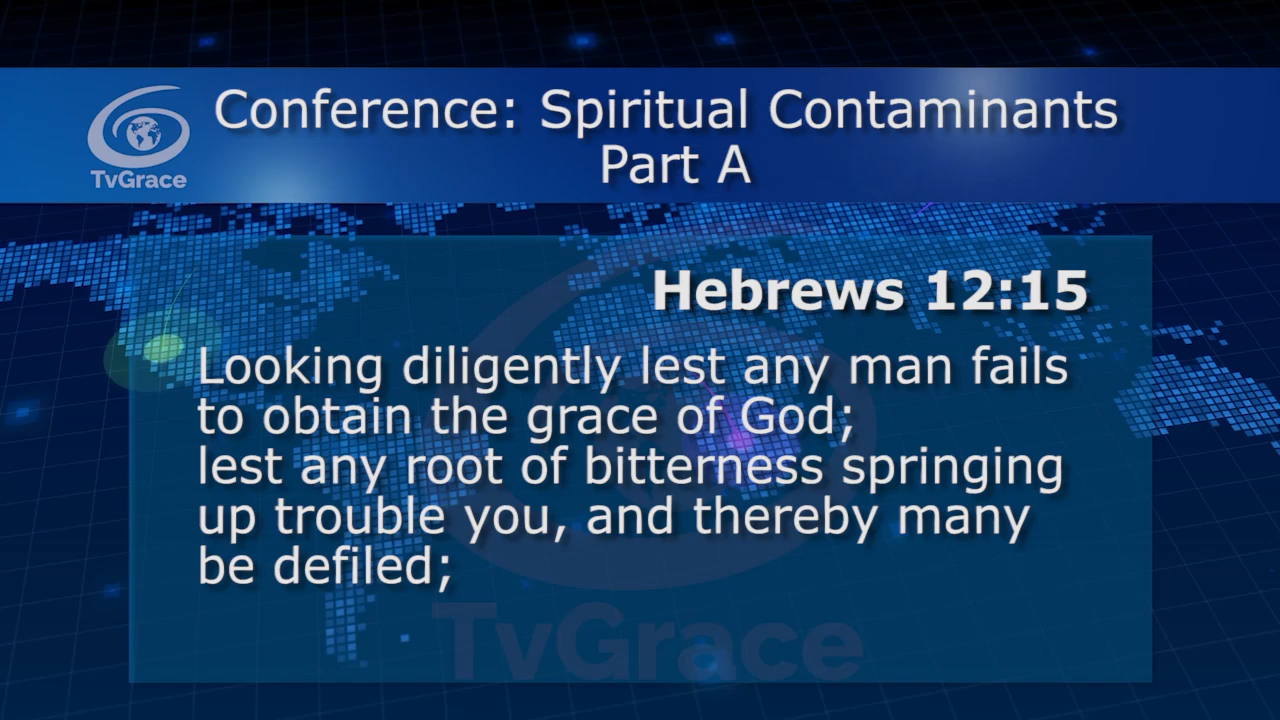 Conference: Spiritual Contaminants
Part A
TvGrace
Hebrews 12:15
Looking diligently lest any man fails
to obtain the grace of God;
lest any root of bitterness springing
up trouble you, and thereby many
be defiled;
TvGrace